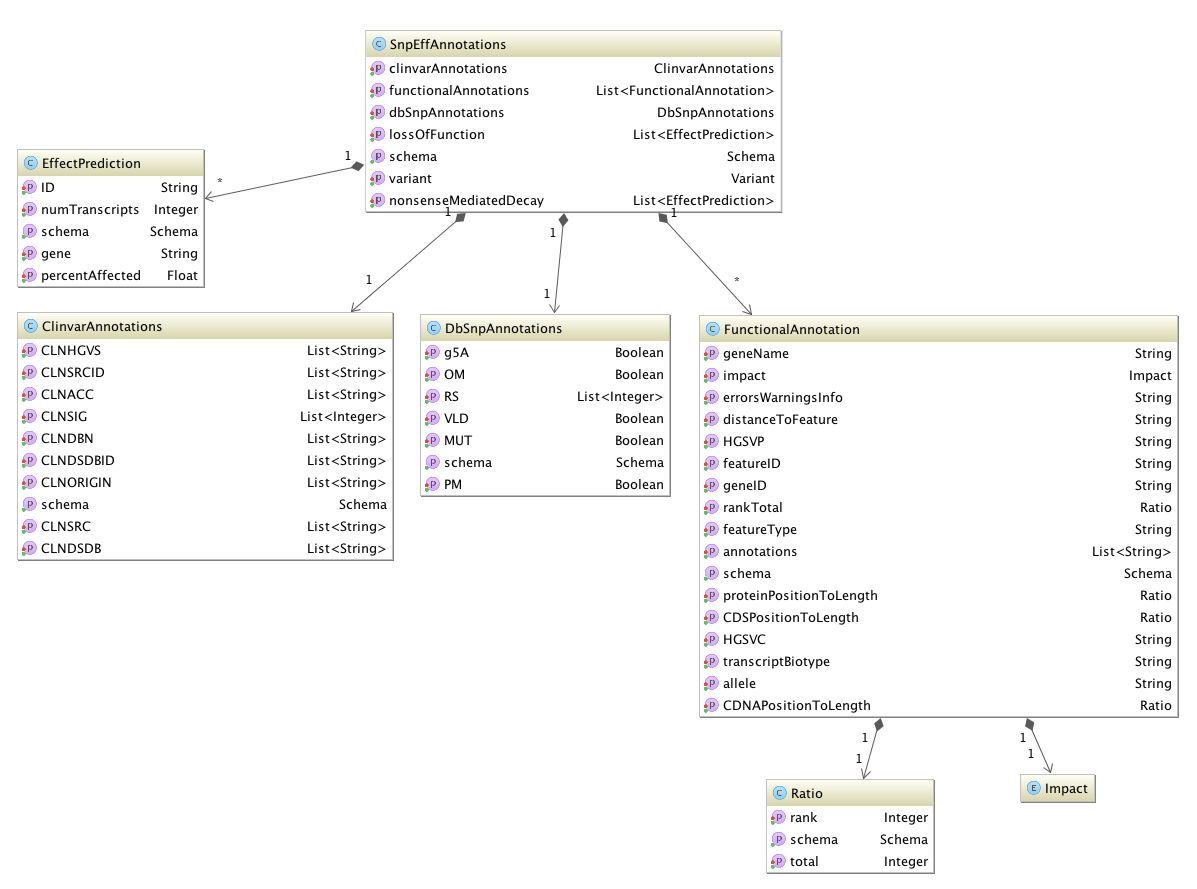 C SnpEffAnnotations
P clinvarAnnotations ClinvarAnnotations
P functionalAnnotations List<FunctionalAnnotation>
P dbSnpAnnotations DbSnpAnnotations
P lossOfFunction List<EffectPrediction>
P schema Schema
P variant Variant
P nonsenseMediatedDecay List<EffectPrediction>
1
*
C EffectPrediction
P ID String
P numTranscripts Integer
P schema Schema
P gene String
P percentAffected Float
1
1
1
1
1
*
C ClinvarAnnotations
P CLNHGVS List<String>
P CLNSRCID List<String>
P CLNACC List<String>
P CLNSIG List<Integer>
P CLNDBN List<String>
P CLNDSDBID List<String>
P CLNORIGIN List<String>
P schema Schema
P CLNSRC List<String>
P CLNDSDB List<String>
C DbSnpAnnotations
P g5A Boolean
P OM Boolean
P RS List<Integer>
P VLD Boolean
P MUT Boolean
P schema Schema
P PM Boolean
C FunctionalAnnotation
P geneName String
P impact Impact
P errorsWarningsInfo String
P distanceToFeature String
P HGSVP String
P featureID String
P geneID String
P rankTotal Ratio
P featureType String
P annotations List<String>
P schema Schema
P proteinPositionToLength Ratio
P CDSPositionToLength Ratio
P HGSVC String
P transcriptBiotype String
P allele String
P CDNAPositionToLength Ratio
1
1
1
1
C Ratio
P rank Integer
P schema Schema
P total Integer
E Impact